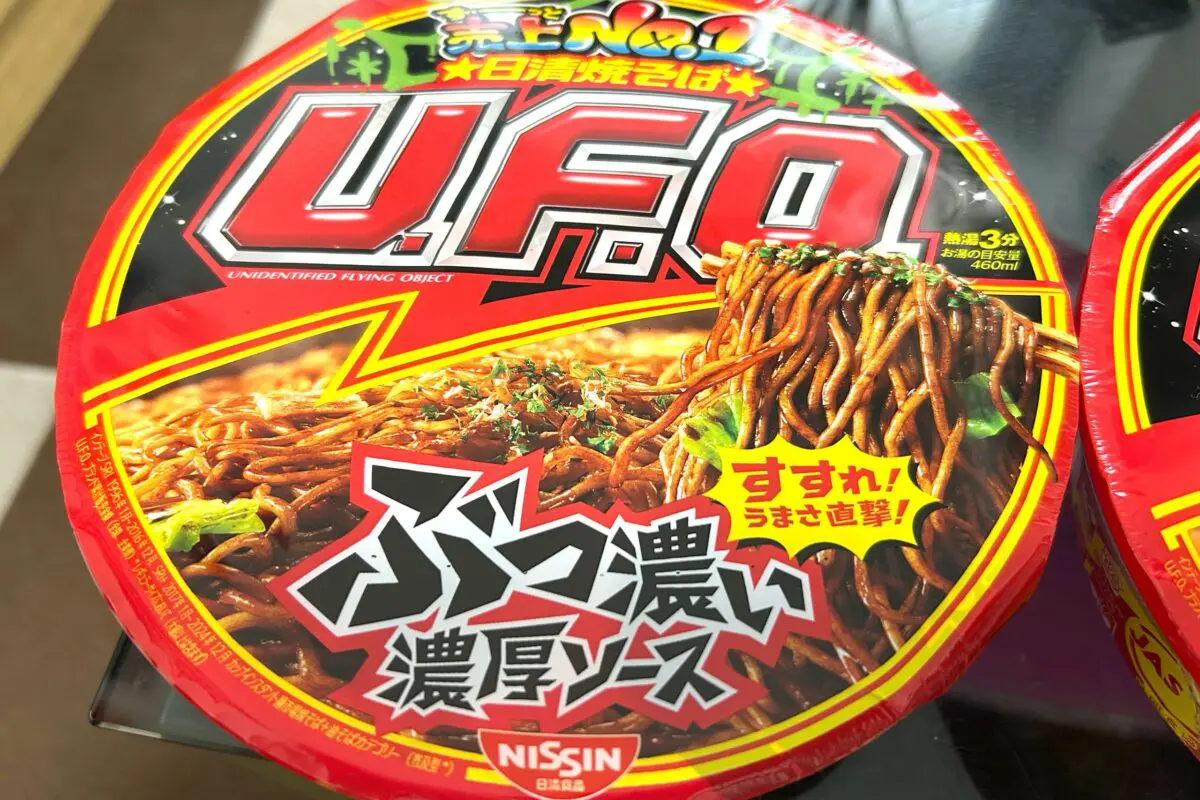 売上No.1
★日清焼そば★
U.F.O.
UNIDENTIFIED FLYING OBJECT
熱湯3分
お湯の目安量
460ml
すすれ!
うまさ直撃!
ぶっ濃い
濃厚ソース
NISSIN
日清食品
JAS